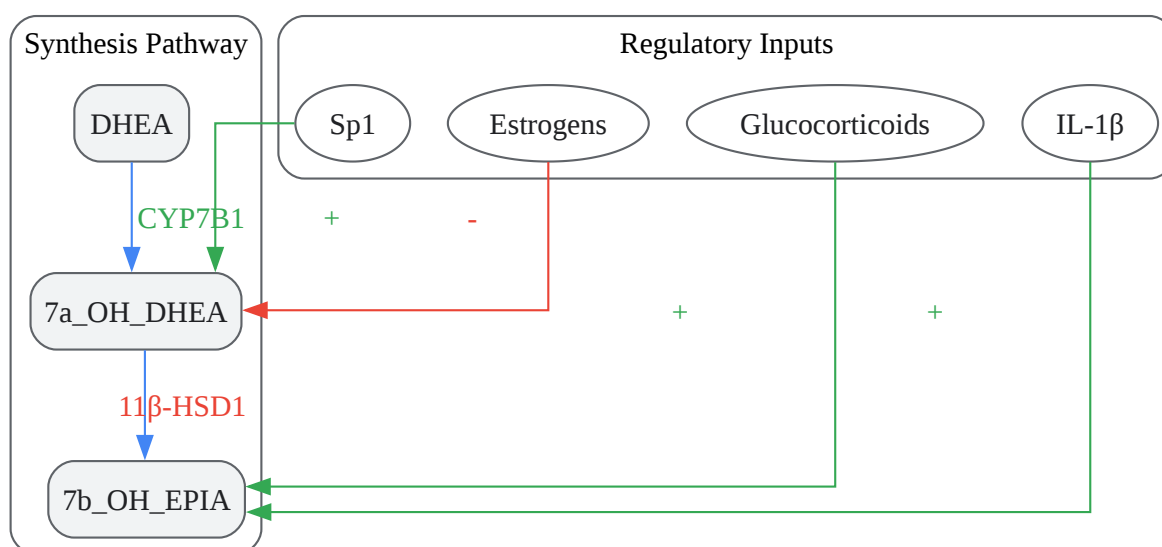 Synthesis Pathway
Regulatory Inputs
DHEA
Sp1
Estrogens
Glucocorticoids
IL-1β
CYP7B1
+
-
7a_OH_DHEA
+
+
11β-HSD1
7b_OH_EPIA